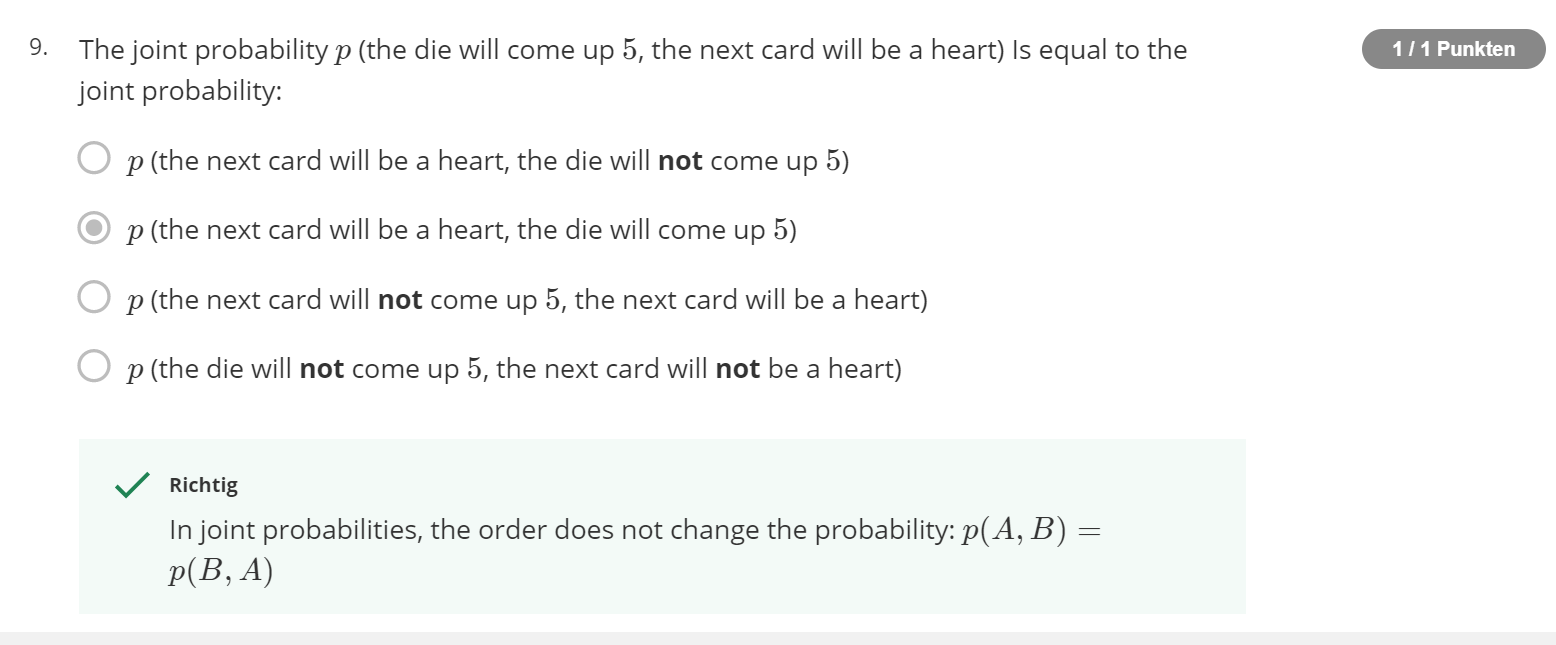 9. The joint probability p (the die will come up 5, the next card will be a heart) Is equal to the
1 / 1 Punkten
joint probability:
p (the next card will be a heart, the die will not come up 5)
p (the next card will be a heart, the die will come up 5)
p (the next card will not come up 5, the next card will be a heart)
p (the die will not come up 5, the next card will not be a heart)
Richtig
In joint probabilities, the order does not change the probability: p(A, B) =
p(B, A)